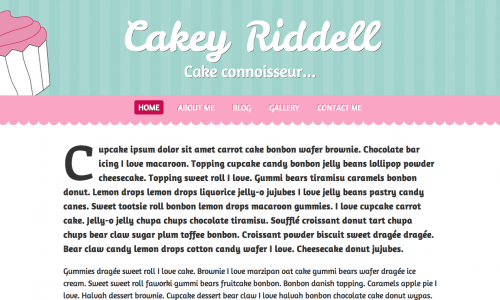 Cakey Riddell
Cake connoisseur...
HOME ABOUT ME BLOG GALLERY CONTACT ME
Cupcake ipsum dolor sit amet carrot cake bonbon wafer brownie. Chocolate bar
icing I love macaroon. Topping cupcake candy bonbon jelly beans lollipop powder
cheesecake. Topping sweet roll I love. Gummi bears tiramisu caramels bonbon
donut. Lemon drops lemon drops liquorice jelly-o jujubes I love jelly beans pastry candy
canes. Sweet tootsie roll bonbon lemon drops macaroon gummies. I love cupcake carrot
cake. Jelly-o jelly chupa chups chocolate tiramisu. Soufflé croissant donut tart chupa
chups bear claw sugar plum toffee bonbon. Croissant powder biscuit sweet dragée dragée.
Bear claw candy lemon drops cotton candy wafer I love. Cheesecake donut jujubes.
Gummies dragée sweet roll I love cake. Brownie I love marzipan oat cake gummi bears wafer dragée ice
cream. Sweet sweet roll faworki gummi bears fruitcake bonbon. Bonbon danish topping. Caramels apple pie I
love. Halvah dessert brownie. Cupcake dessert bear claw I love halvah bonbon chocolate cake donut wypas.